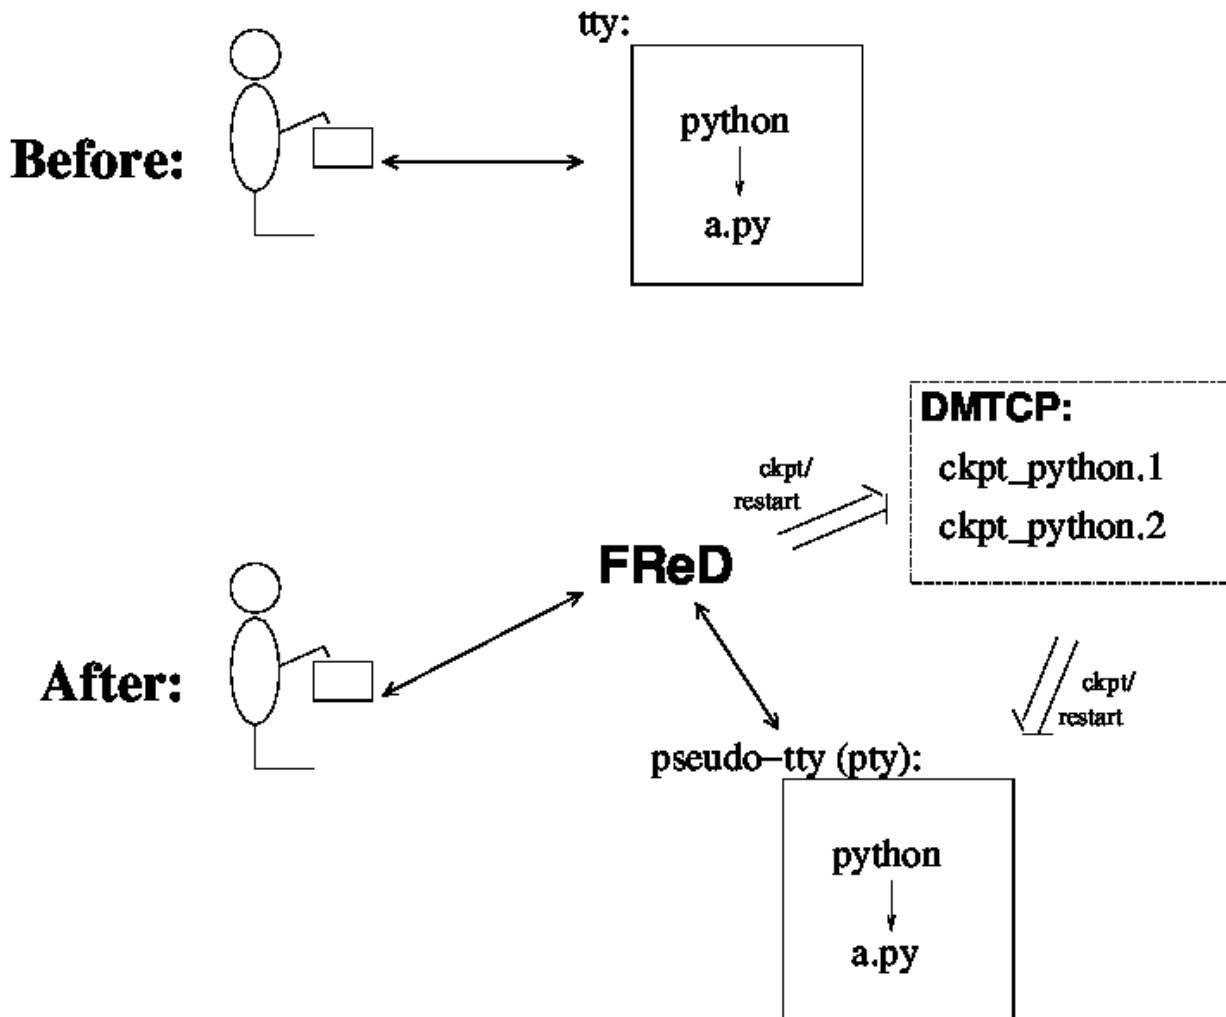 tty:
python
a.py
Before:
DMTCP:
ckpt_python.1
ckpt_python.2
ckpt/
restart
FReD
After:
ckpt/
restart
pseudo-tty (pty):
python
a.py